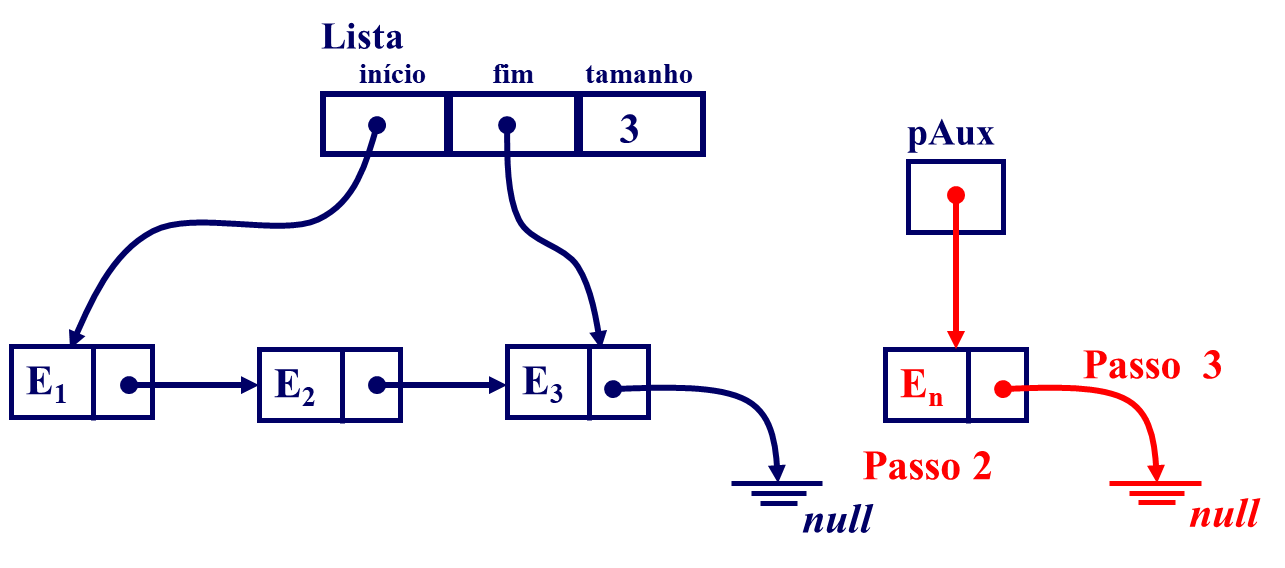 Lista
início fim tamanho
3
pAux
E1 E2 E3 En
Passo 3
Passo 2
null null